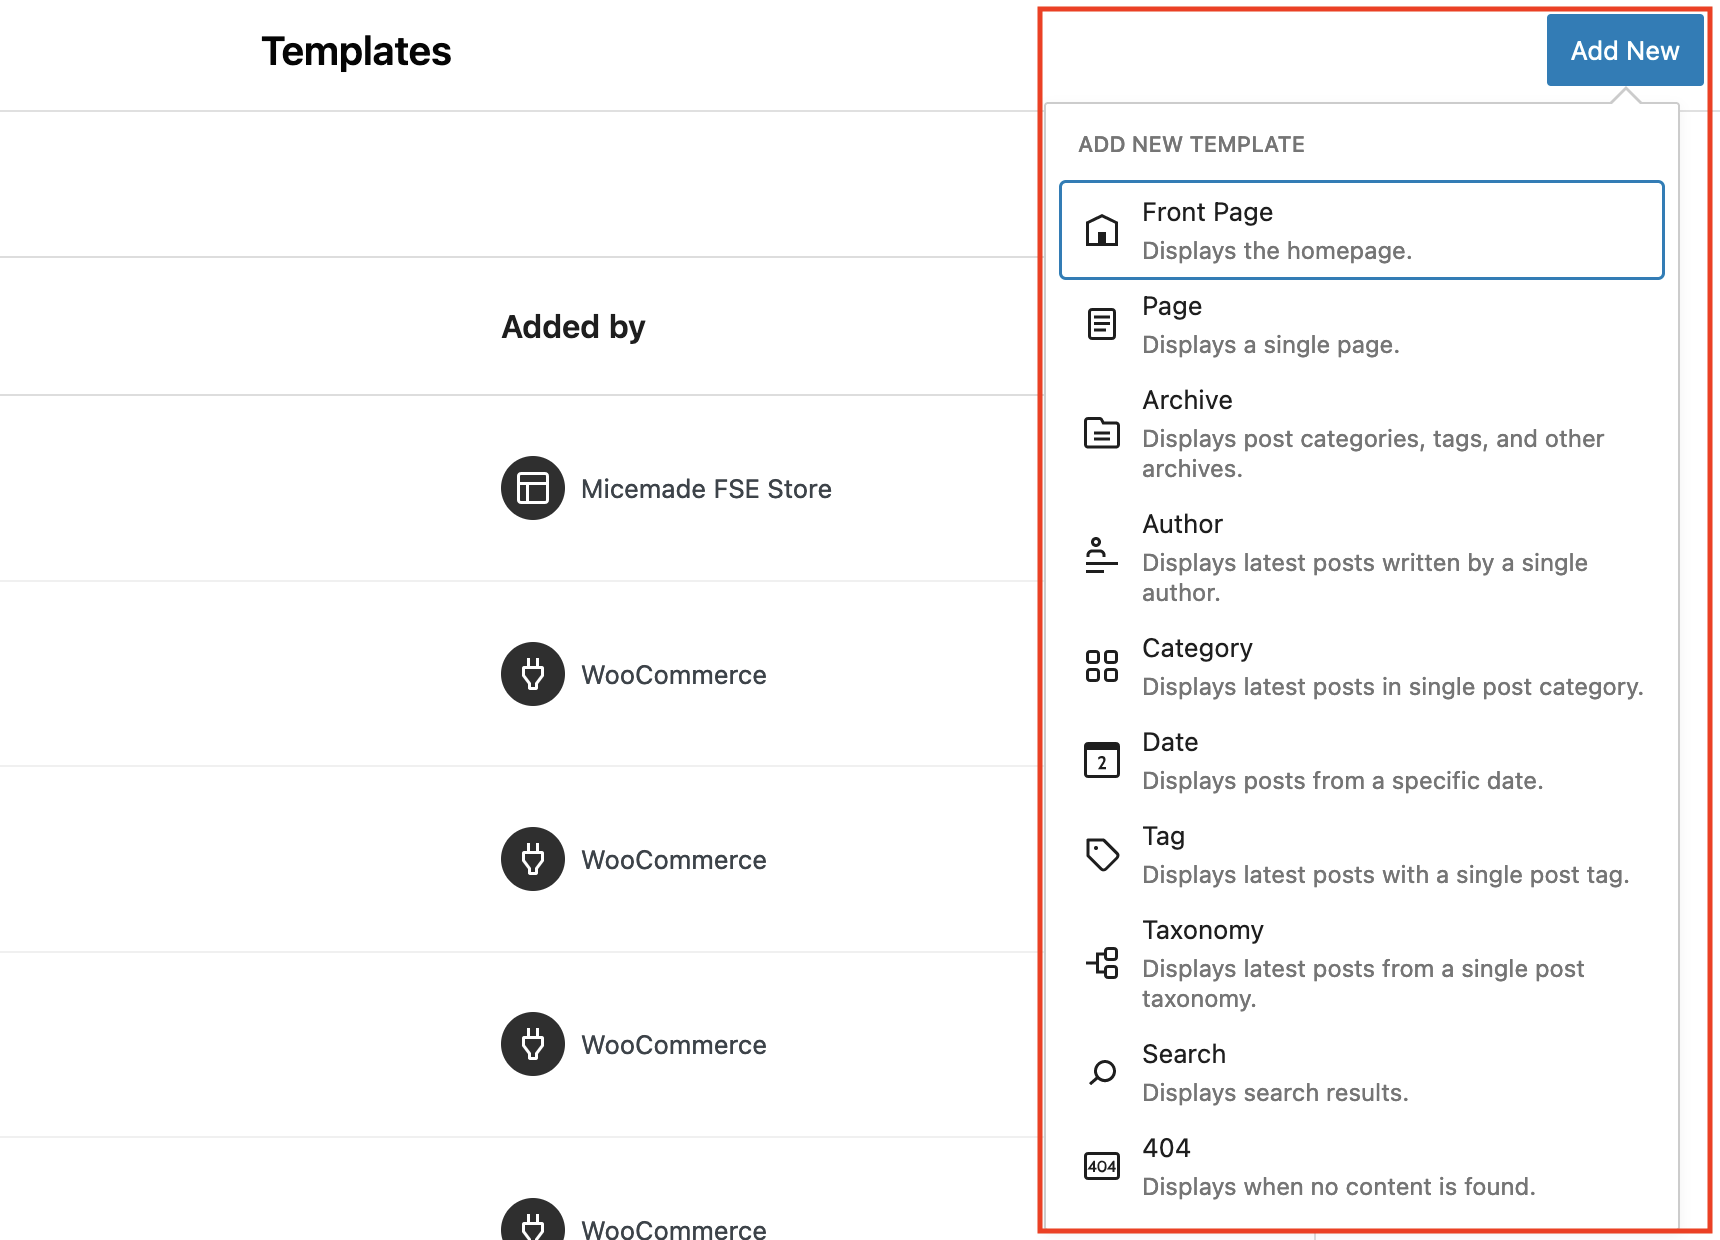 Templates
Add New
ADD NEW TEMPLATE
Front Page
Displays the homepage.
Page
Displays a single page.
Archive
Displays post categories, tags, and other
archives.
Author
Displays latest posts written by a single
author.
Category
Displays latest posts in single post category.
2
Date
Displays posts from a specific date.
Tag
Displays latest posts with a single post tag.
Taxonomy
Displays latest posts from a single post
taxonomy.
Search
Displays search results.
404
404
Displays when no content is found.
Added by
Micemade FSE Store
WooCommerce
WooCommerce
WooCommerce
WooCommerce